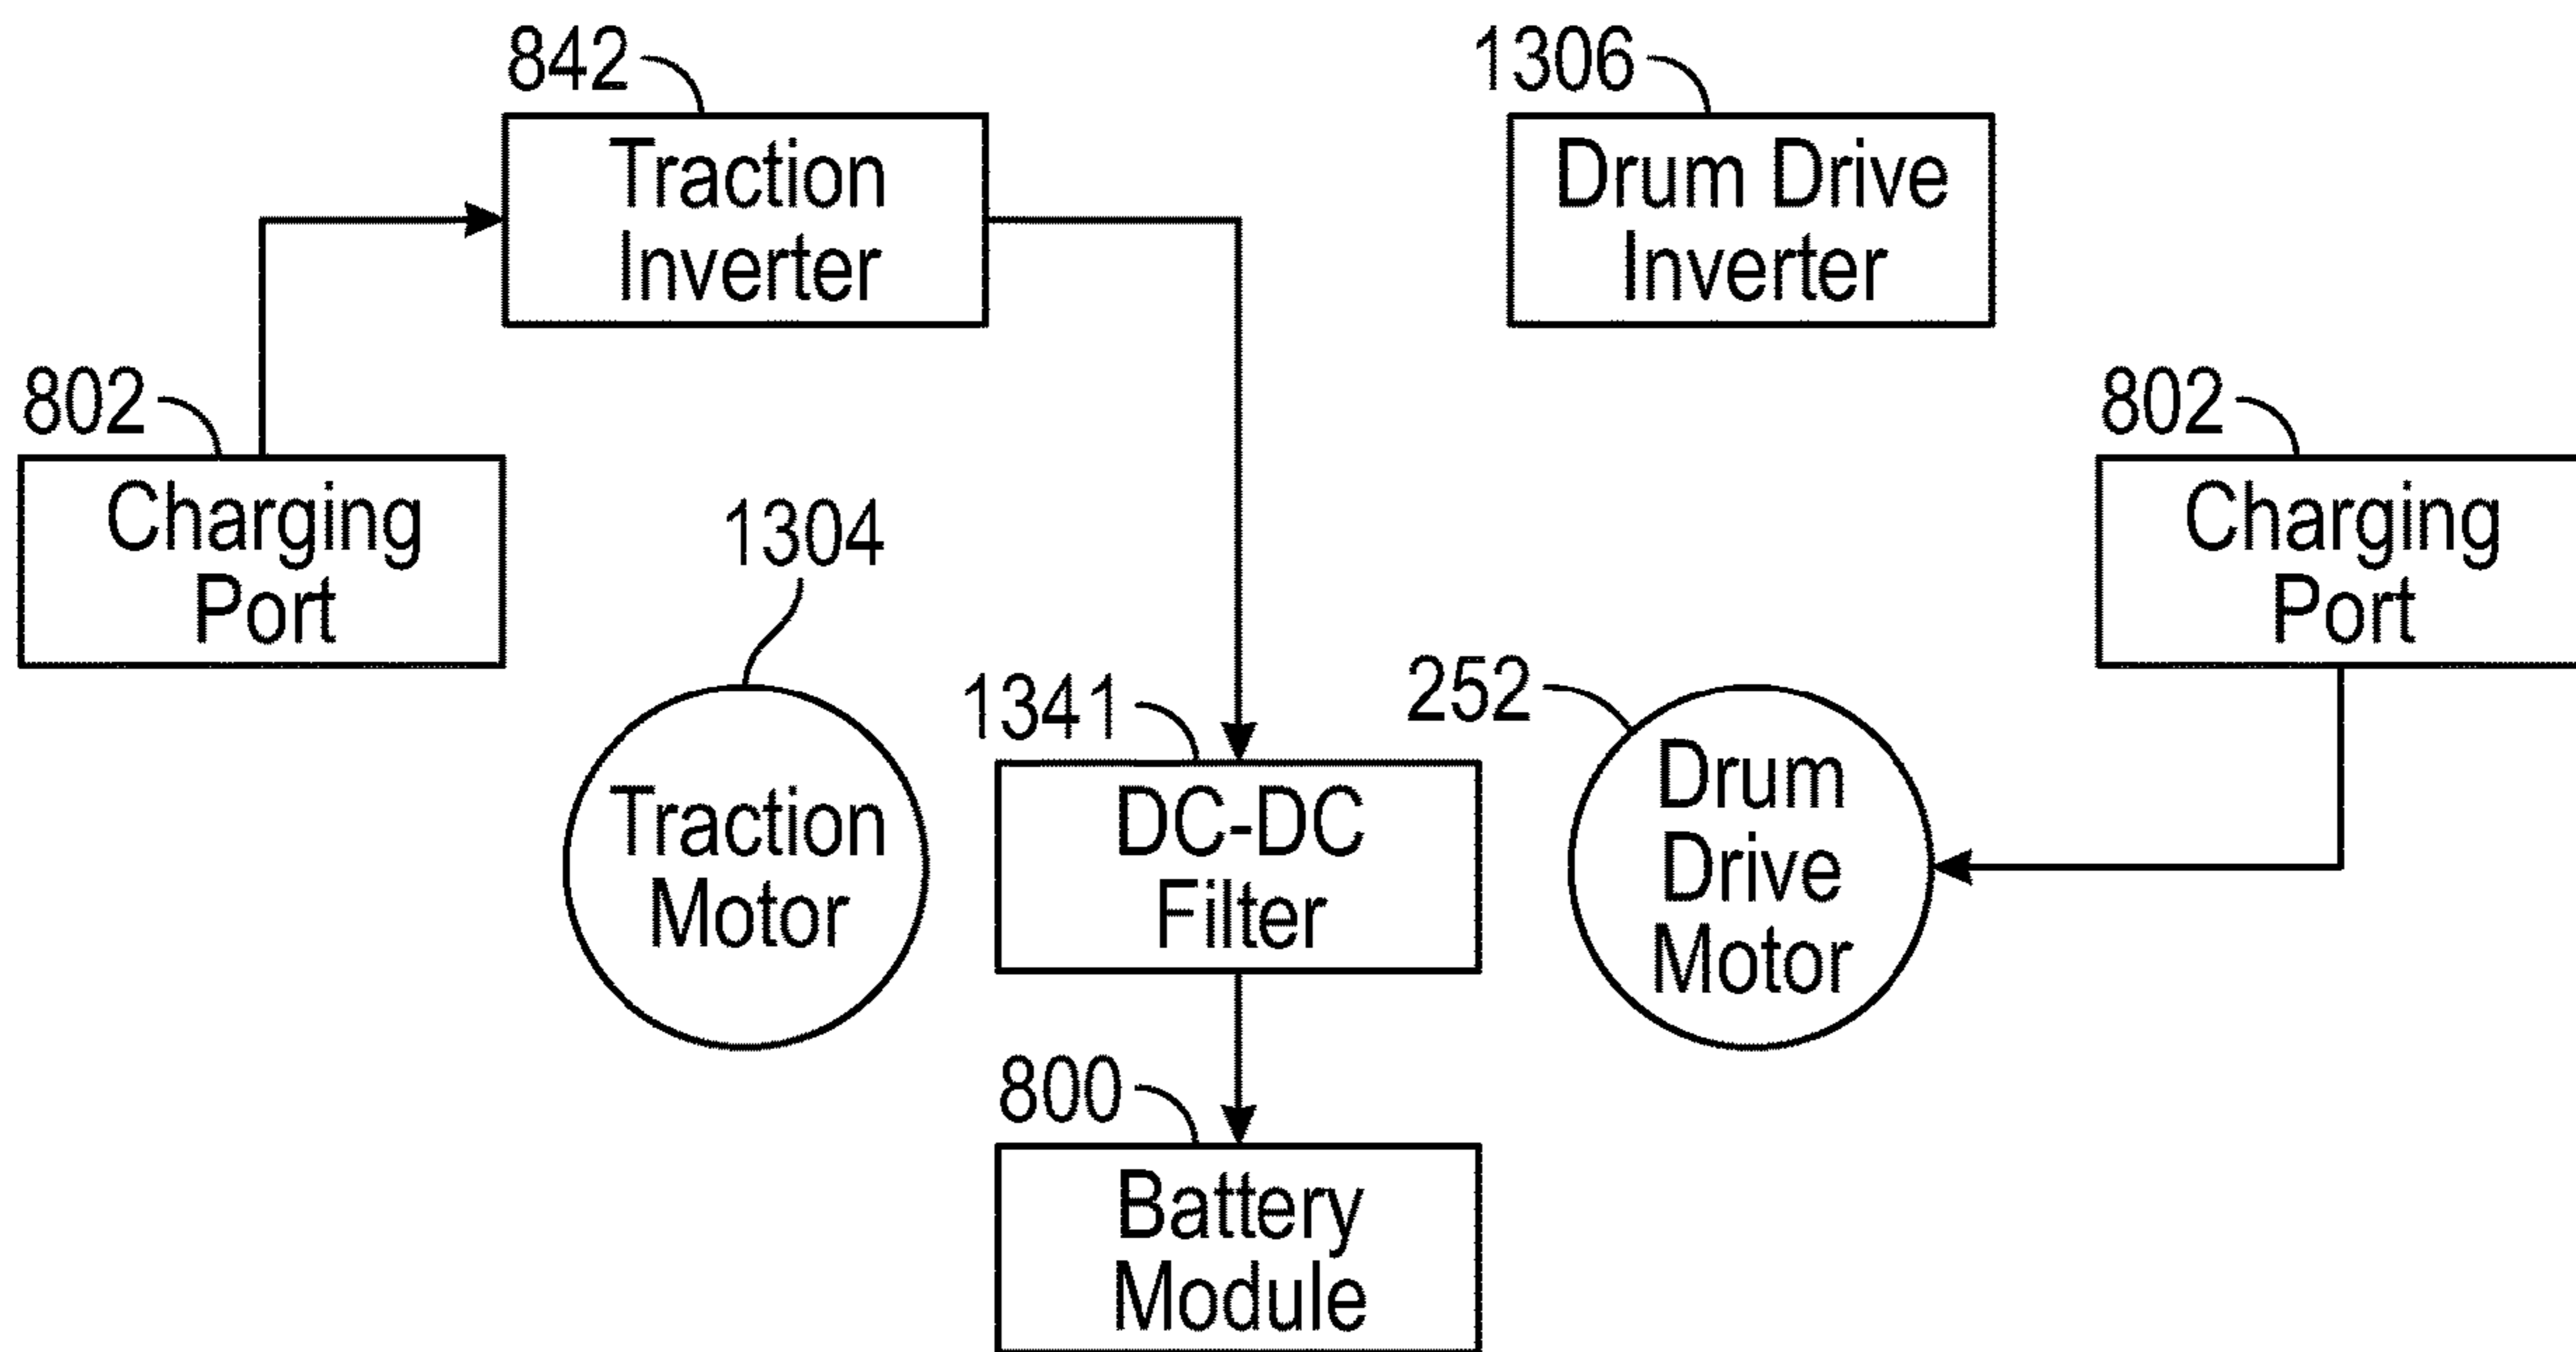 842
Traction
Inverter
1306
Drum Drive
Inverter
802
Charging
Port
802
Charging
Port
1304
Traction
Motor
1341
DC-DC
Filter
252
Drum
Drive
Motor
800
Battery
Module